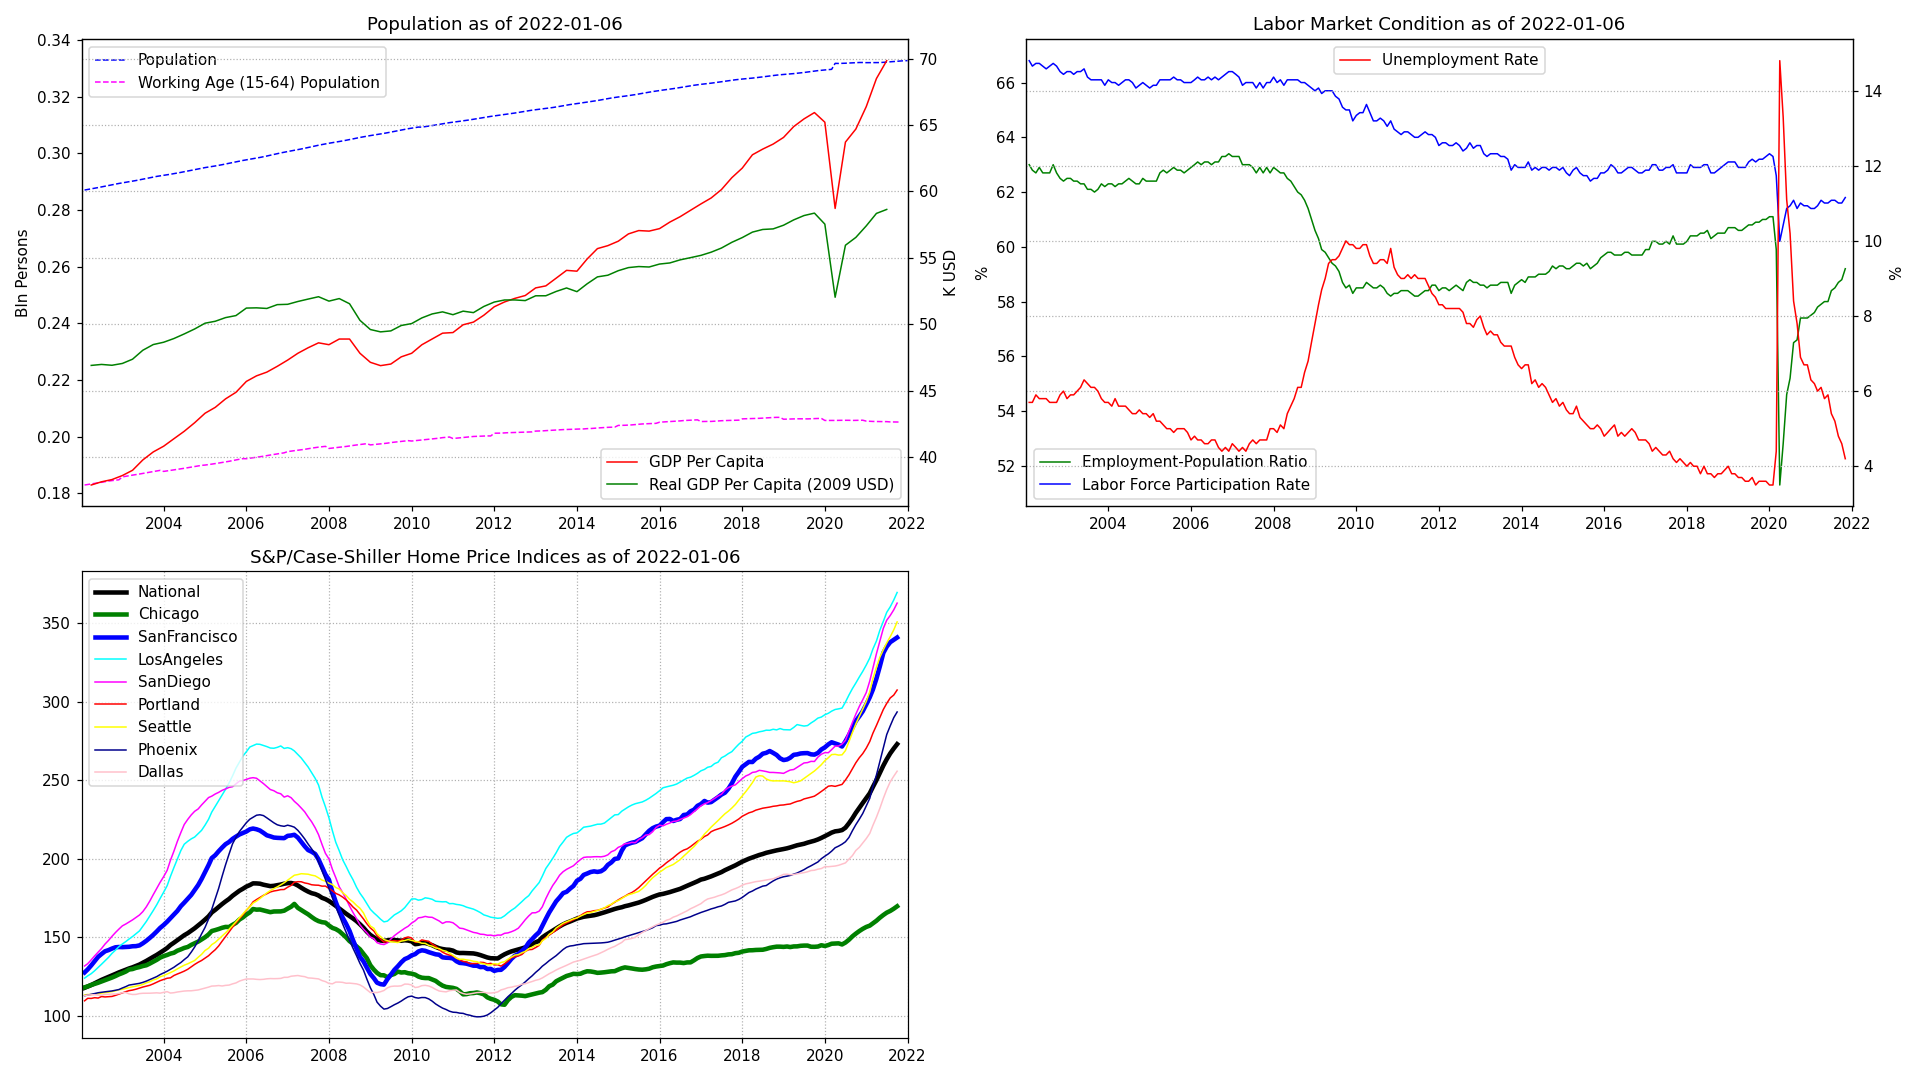 Population as of 2022-01-06
0.34
0.32
0.30
0.28
0.26
0.24
0.22
0.20
0.18
Bln Persons
Population
Working Age (15-64) Population
GDP Per Capita
Real GDP Per Capita (2009 USD)
70
65
60
55
50
45
40
K USD
2004 2006 2008 2010 2012 2014 2016 2018 2020 2022
Labor Market Condition as of 2022-01-06
66
64
62
60
58
56
54
52
%
Unemployment Rate
Employment-Population Ratio
Labor Force Participation Rate
14
12
10
8
6
4
%
2004 2006 2008 2010 2012 2014 2016 2018 2020 2022
S&P/Case-Shiller Home Price Indices as of 2022-01-06
350
300
250
200
150
100
National
Chicago
SanFrancisco
LosAngeles
SanDiego
Portland
Seattle
Phoenix
Dallas
2004 2006 2008 2010 2012 2014 2016 2018 2020 2022